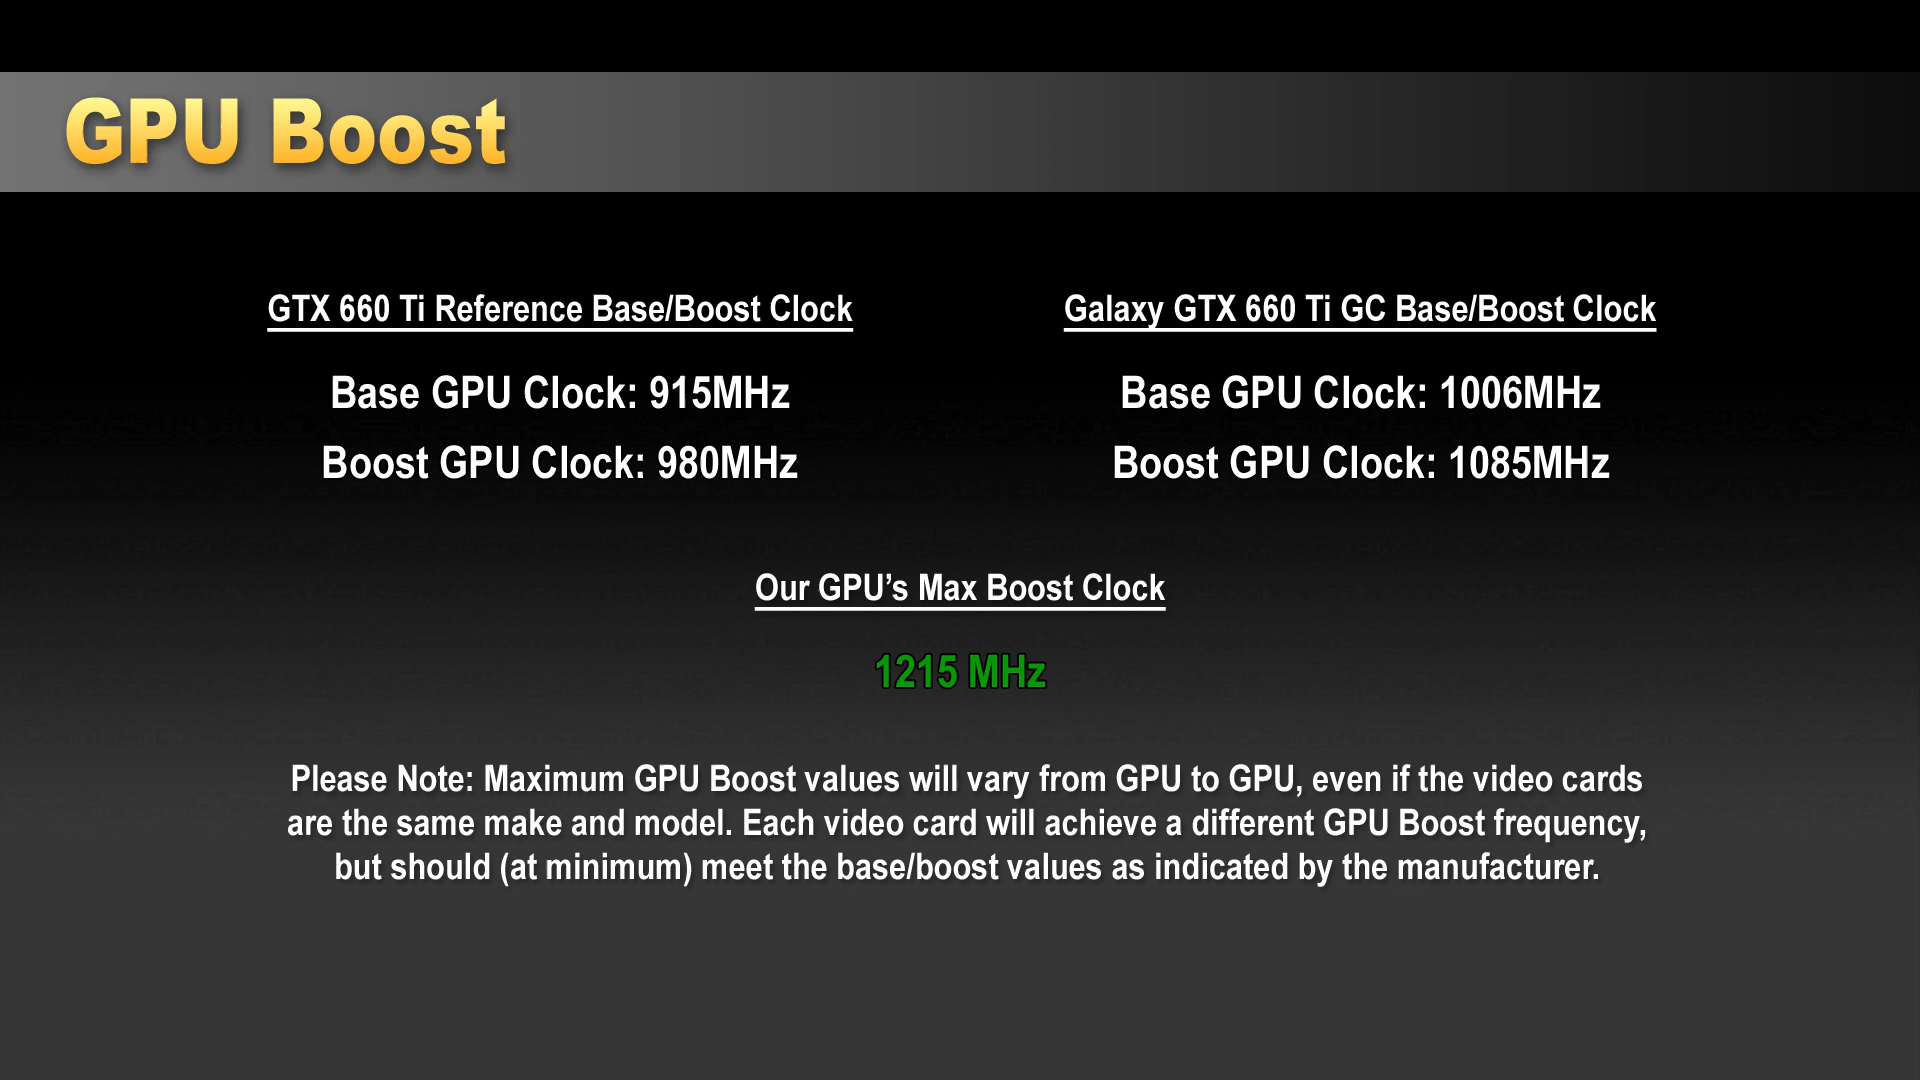 GPU Boost
GTX 660 Ti Reference Base/Boost Clock
Base GPU Clock: 915MHz
Boost GPU Clock: 980MHz
Galaxy GTX 660 Ti GC Base/Boost Clock
Base GPU Clock: 1006MHz
Boost GPU Clock: 1085MHz
Our GPU’s Max Boost Clock
1215 MHz
Please Note: Maximum GPU Boost values will vary from GPU to GPU, even if the video cards
are the same make and model. Each video card will achieve a different GPU Boost frequency,
but should (at minimum) meet the base/boost values as indicated by the manufacturer.